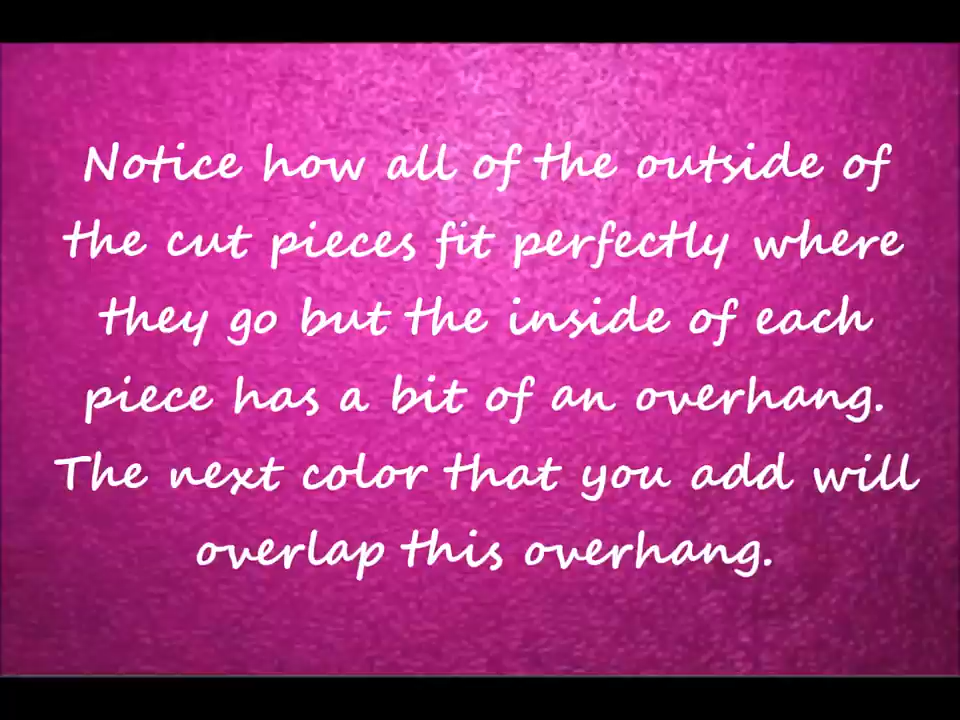 Notice how all of the outside of
the cut pieces fit perfectly where
they go but the inside of each
piece has a bit of an overhang.
The next color that you add will
overlap this overhang.